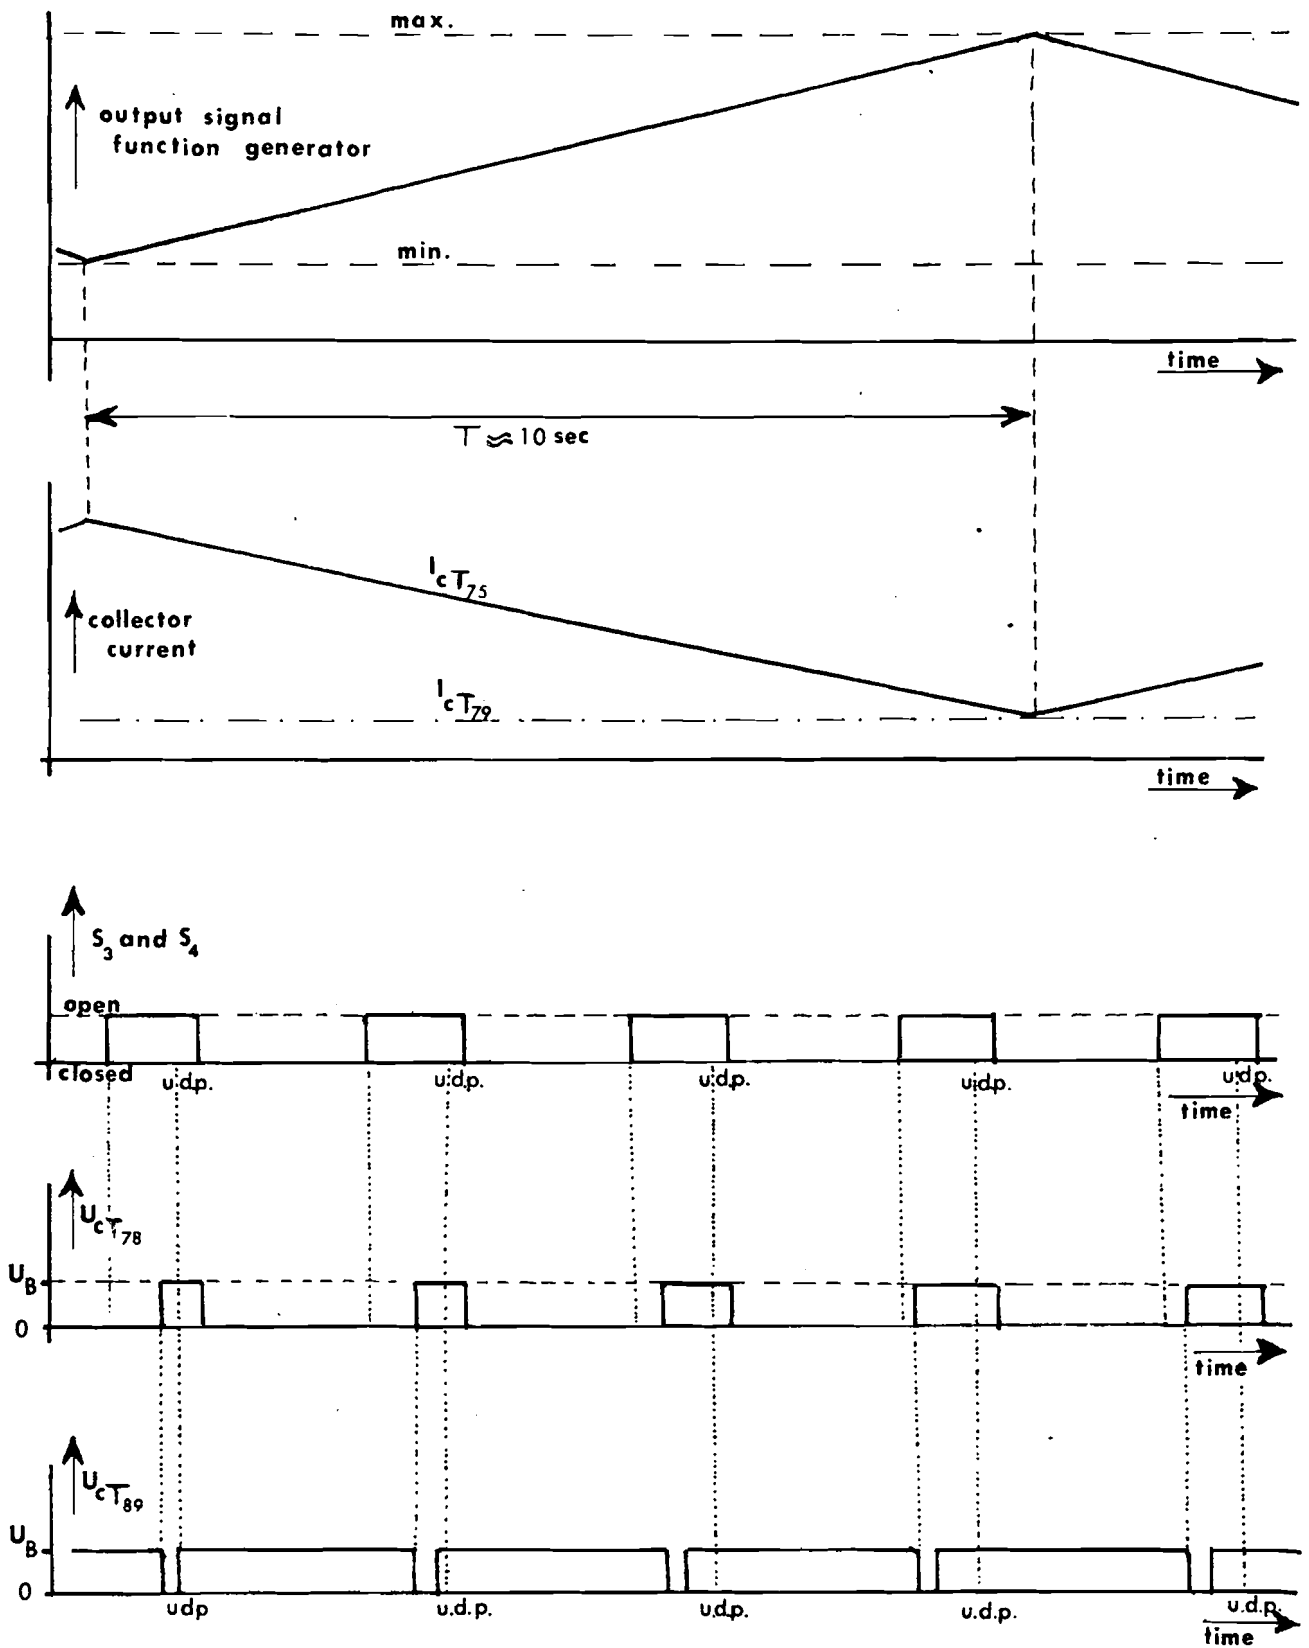 max.
output signal
function generator
min.
time
T ≈ 10 sec
IcT75
collector
current
IcT79
time
S3 and S4
open
closed
u.d.p. u.d.p. u.d.p. u.d.p. u.d.p.
time
UcT78
UB
0
time
UcT89
UB
0
u.d.p. u.d.p. u.d.p. u.d.p. u.d.p.
time